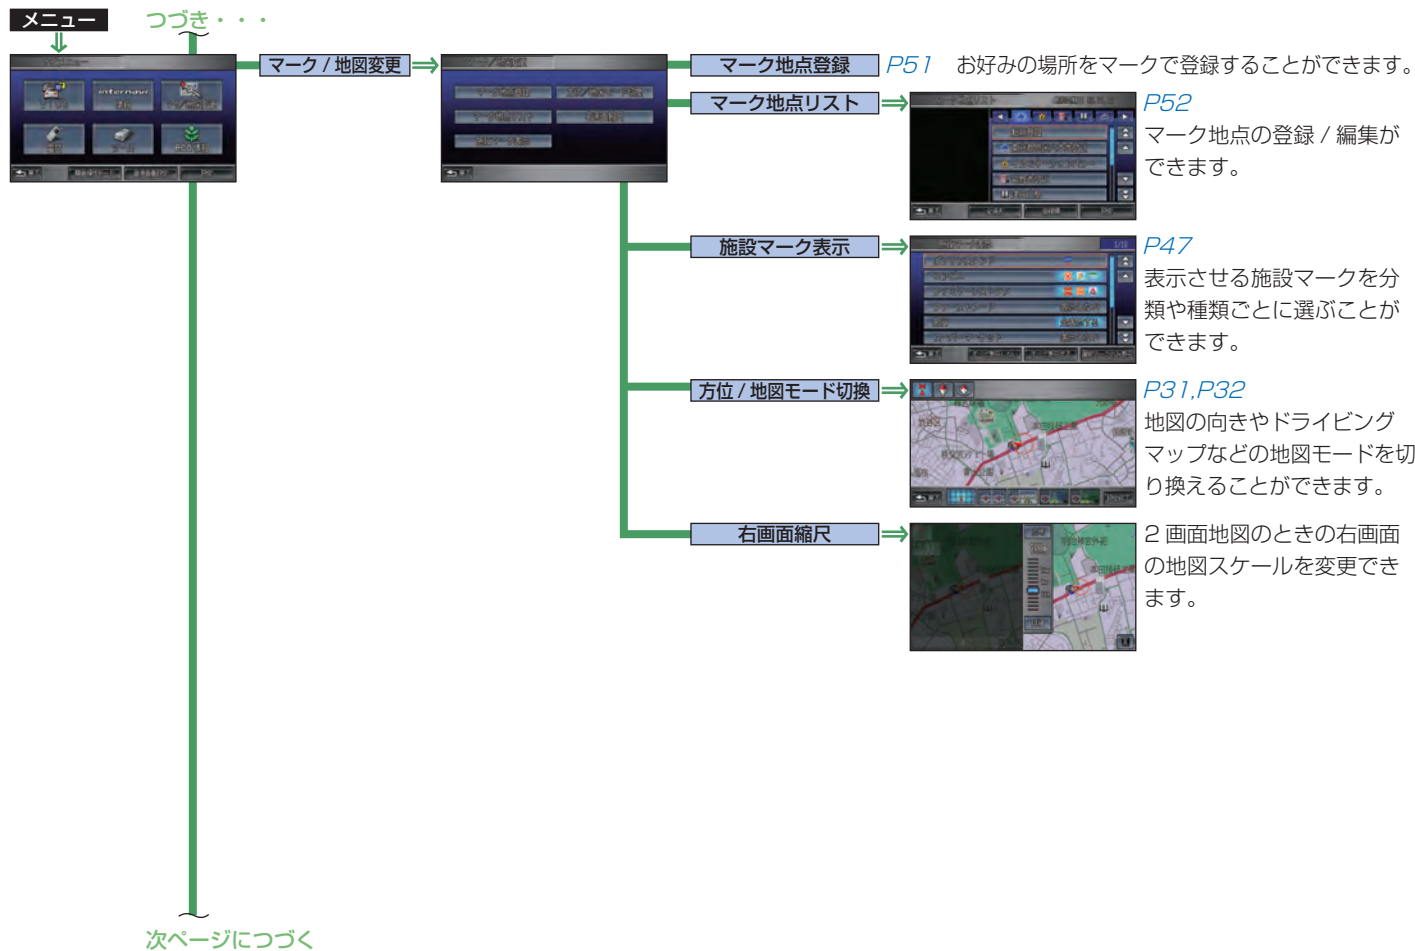 メニュー
つづき・・・
マーク / 地図変更
マーク地点登録
P51 お好みの場所をマークで登録することができます。
マーク地点リスト
P52
マーク地点の登録 / 編集が
できます。
施設マーク表示
P47
表示させる施設マークを分
類や種類ごとに選ぶことが
できます。
方位 / 地図モード切換
P31,P32
地図の向きやドライビング
マップなどの地図モードを切
り換えることができます。
右画面縮尺
2 画面地図のときの右画面
の地図スケールを変更でき
ます。
internavi
1/10
次ページにつづく